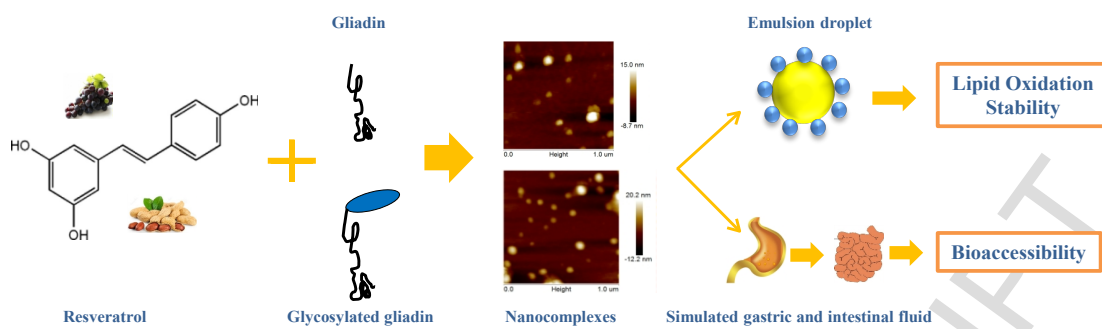 Gliadin
Emulsion droplet
OH
HO
OH
15.0 nm
-8.7 nm
0.0 Height 1.0 um
Lipid Oxidation
Stability
20.2 nm
-12.2 nm
0.0 Height 1.0 um
Bioaccessibility
Resveratrol
Glycosylated gliadin
Nanocomplexes
Simulated gastric and intestinal fluid